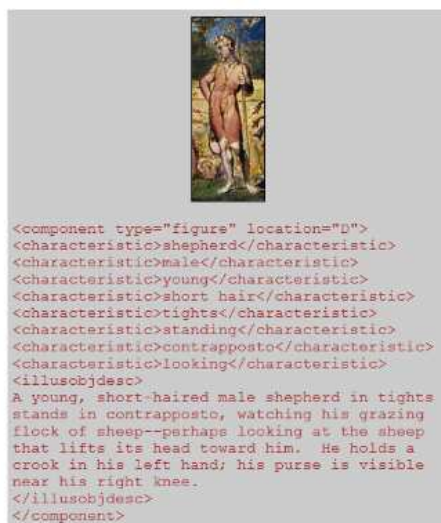 <component type="figure" location="D">
<characteristic>shepherd</characteristic>
<characteristic>male</characteristic>
<characteristic>young</characteristic>
<characteristic>short hair</characteristic>
<characteristic>tights</characteristic>
<characteristic>standing</characteristic>
<characteristic>contrapposto</characteristic>
<characteristic>looking</characteristic>
<illusobjdesc>
A young, short-haired male shepherd in tights
stands in contrapposto, watching his grazing
flock of sheep--perhaps looking at the sheep
that lifts its head toward him.  He holds a
crook in his left hand; his purse is visible
near his right knee.
</illusobjdesc>
</component>